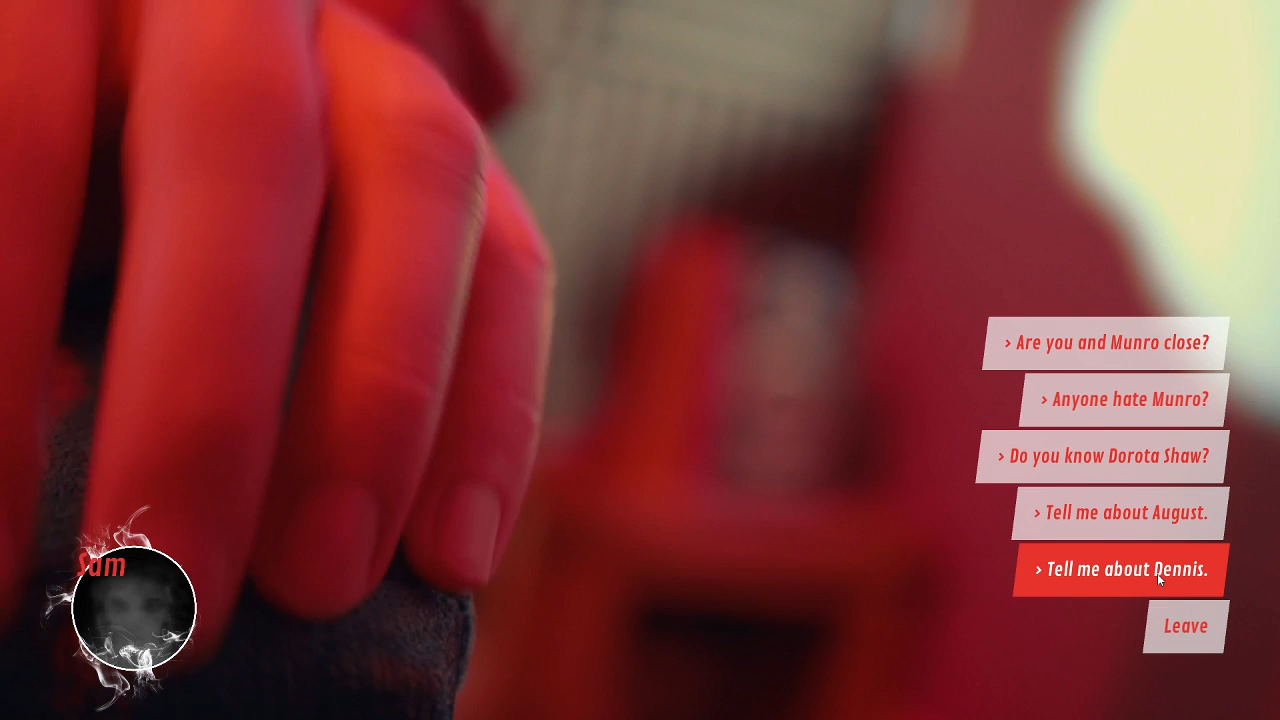 > Are you and Munro close?
> Anyone hate Munro?
> Do you know Dorota Shaw?
> Tell me about August.
> Tell me about Dennis.
Leave
Sam